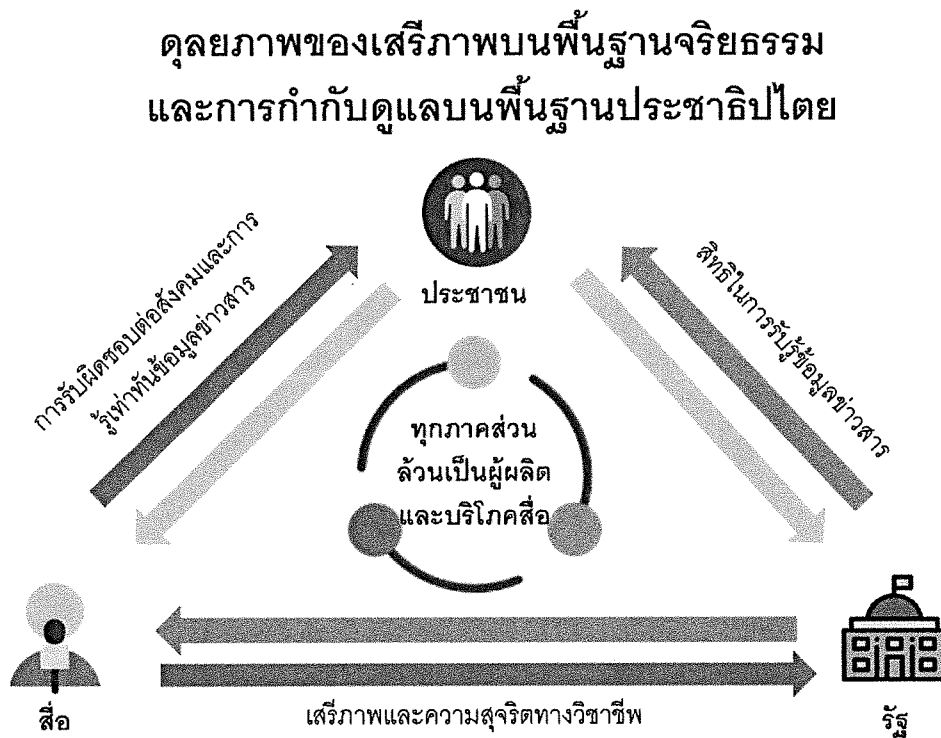 ดุลยภาพของเสรีภาพบนพื้นฐานจริยธรรม
และการกำกับดูแลบนพื้นฐานประชาธิปไตย
ประชาชน
การรับผิดชอบต่อสังคมและการ
รู้เท่าทันข้อมูลข่าวสาร
สิทธิในการรับรู้ข้อมูลข่าวสาร
ทุกภาคส่วน
ล้วนเป็นผู้ผลิต
และบริโภคสื่อ
สื่อ
เสรีภาพและความสุจริตทางวิชาชีพ
รัฐ